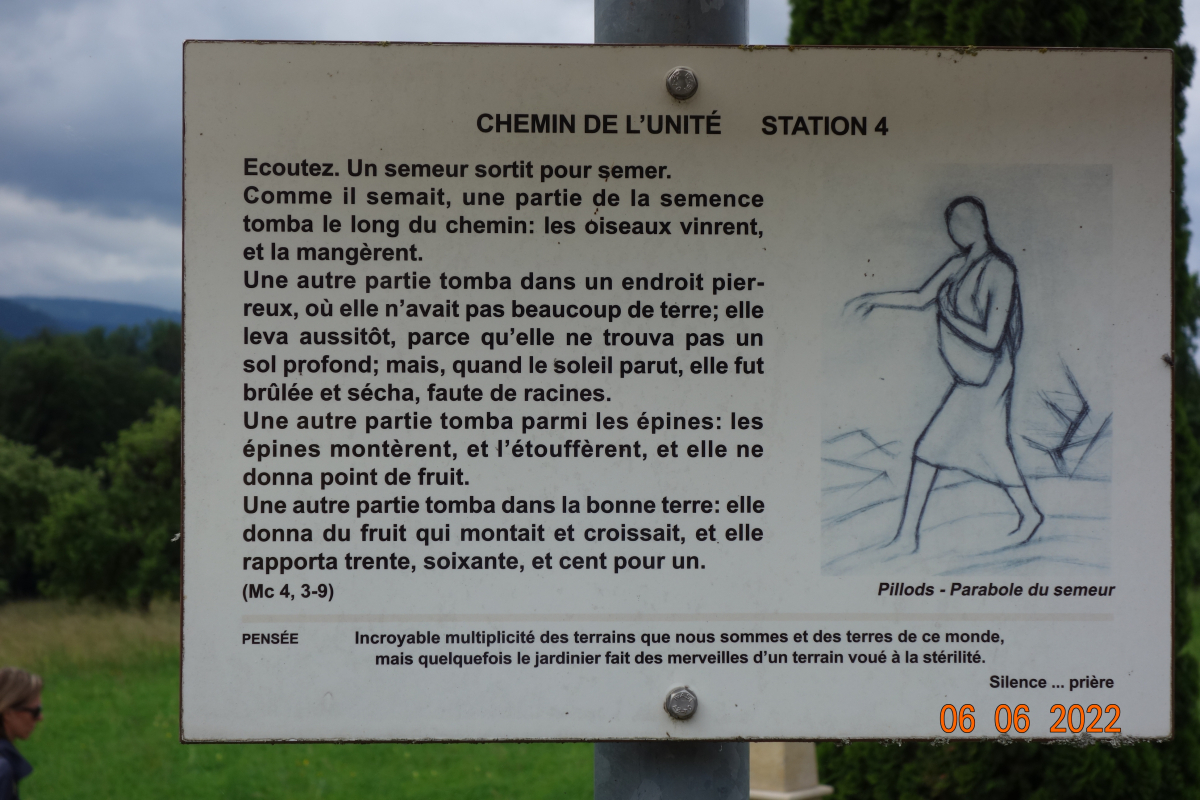 CHEMIN DE L'UNITÉ STATION 4
Ecoutez. Un semeur sortit pour semer.
Comme il semait, une partie de la semence
tomba le long du chemin: les oiseaux vinrent,
et la mangèrent.
Une autre partie tomba dans un endroit pier-
reux, où elle n'avait pas beaucoup de terre; elle
leva aussitôt, parce qu'elle ne trouva pas un
sol profond; mais, quand le soleil parut, elle fut
brûlée et sécha, faute de racines.
Une autre partie tomba parmi les épines: les
épines montèrent, et l'étouffèrent, et elle ne
donna point de fruit.
Une autre partie tomba dans la bonne terre: elle
donna du fruit qui montait et croissait, et elle
rapporta trente, soixante, et cent pour un.
(Mc 4, 3-9)
Pillods - Parabole du semeur
PENSÉE Incroyable multiplicité des terrains que nous sommes et des terres de ce monde,
mais quelquefois le jardinier fait des merveilles d'un terrain voué à la stérilité.
Silence ... prière
06 06 2022